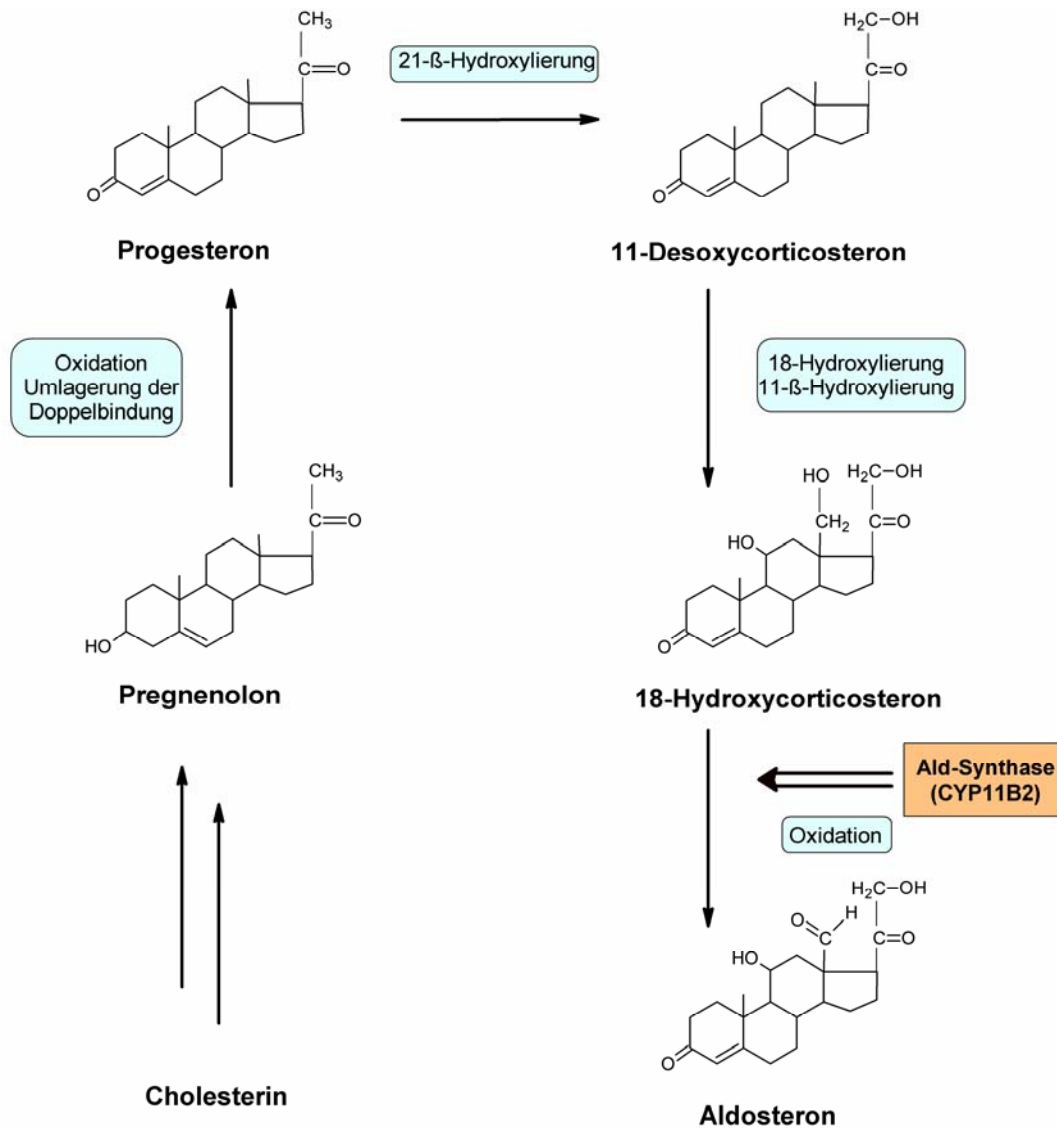 CH₃
C=O
O
Progesteron
21-ß-Hydroxylierung
H₂C-OH
C=O
O
11-Desoxycorticosteron
Oxidation
Umlagerung der
Doppelbindung
18-Hydroxylierung
11-ß-Hydroxylierung
CH₃
C=O
HO
Pregnenolon
HO
H₂C-OH
CH₂
C=O
HO
O
18-Hydroxycorticosteron
Ald-Synthase
(CYP11B2)
Oxidation
H₂C-OH
O
H
C
C=O
HO
O
Cholesterin
Aldosteron